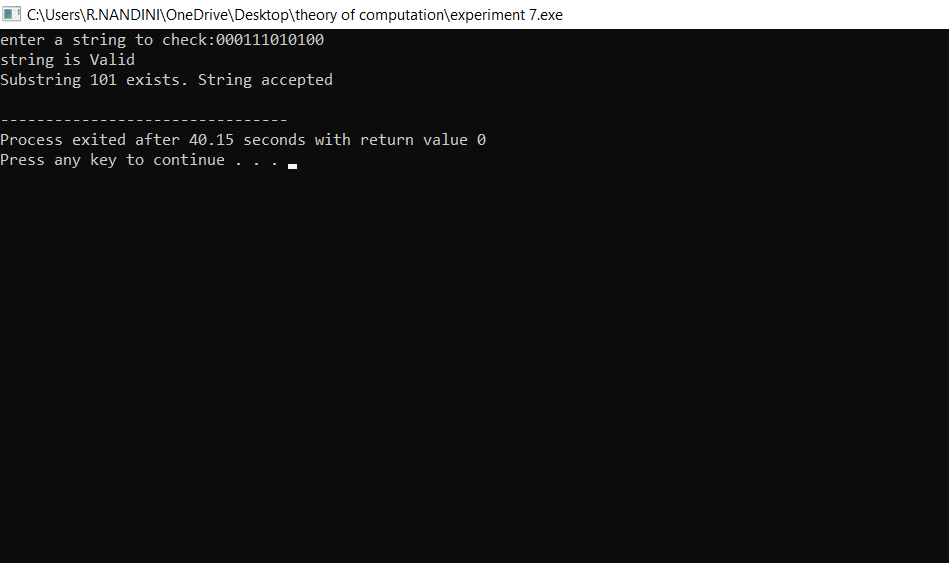 C:\Users\R.NANDINI\OneDrive\Desktop\theory of computation\experiment 7.exe
enter a string to check:000111010100
string is Valid
Substring 101 exists. String accepted
--------------------------------
Process exited after 40.15 seconds with return value 0
Press any key to continue . . .